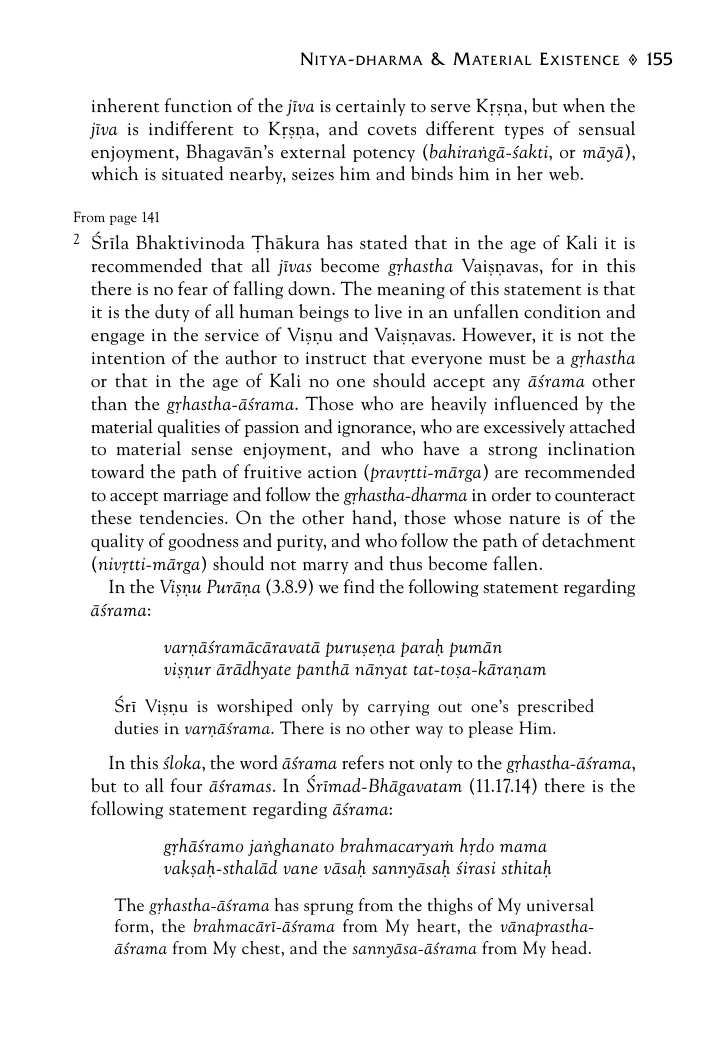 NITYA-DHARMA & MATERIAL EXISTENCE ◈ 155
inherent function of the jīva is certainly to serve Kṛṣṇa, but when the
jīva is indifferent to Kṛṣṇa, and covets different types of sensual
enjoyment, Bhagavān's external potency (bahiraṅgā-śakti, or māyā),
which is situated nearby, seizes him and binds him in her web.
From page 141
2 Śrīla Bhaktivinoda Ṭhākura has stated that in the age of Kali it is
recommended that all jīvas become gṛhastha Vaiṣṇavas, for in this
there is no fear of falling down. The meaning of this statement is that
it is the duty of all human beings to live in an unfallen condition and
engage in the service of Viṣṇu and Vaiṣṇavas. However, it is not the
intention of the author to instruct that everyone must be a gṛhastha
or that in the age of Kali no one should accept any āśrama other
than the gṛhastha-āśrama. Those who are heavily influenced by the
material qualities of passion and ignorance, who are excessively attached
to material sense enjoyment, and who have a strong inclination
toward the path of fruitive action (pravṛtti-mārga) are recommended
to accept marriage and follow the gṛhastha-dharma in order to counteract
these tendencies. On the other hand, those whose nature is of the
quality of goodness and purity, and who follow the path of detachment
(nivṛtti-mārga) should not marry and thus become fallen.
In the Viṣṇu Purāṇa (3.8.9) we find the following statement regarding
āśrama:
varṇāśramācāravatā puruṣeṇa paraḥ pumān
viṣṇur ārādhyate panthā nānyat tat-toṣa-kāraṇam
Śrī Viṣṇu is worshiped only by carrying out one's prescribed
duties in varṇāśrama. There is no other way to please Him.
In this śloka, the word āśrama refers not only to the gṛhastha-āśrama,
but to all four āśramas. In Śrīmad-Bhāgavatam (11.17.14) there is the
following statement regarding āśrama:
gṛhāśramo jaṅghanato brahmacaryaṁ hṛdo mama
vakṣaḥ-sthalād vane vāsaḥ sannyāsaḥ śirasi sthitaḥ
The gṛhastha-āśrama has sprung from the thighs of My universal
form, the brahmacārī-āśrama from My heart, the vānaprastha-
āśrama from My chest, and the sannyāsa-āśrama from My head.